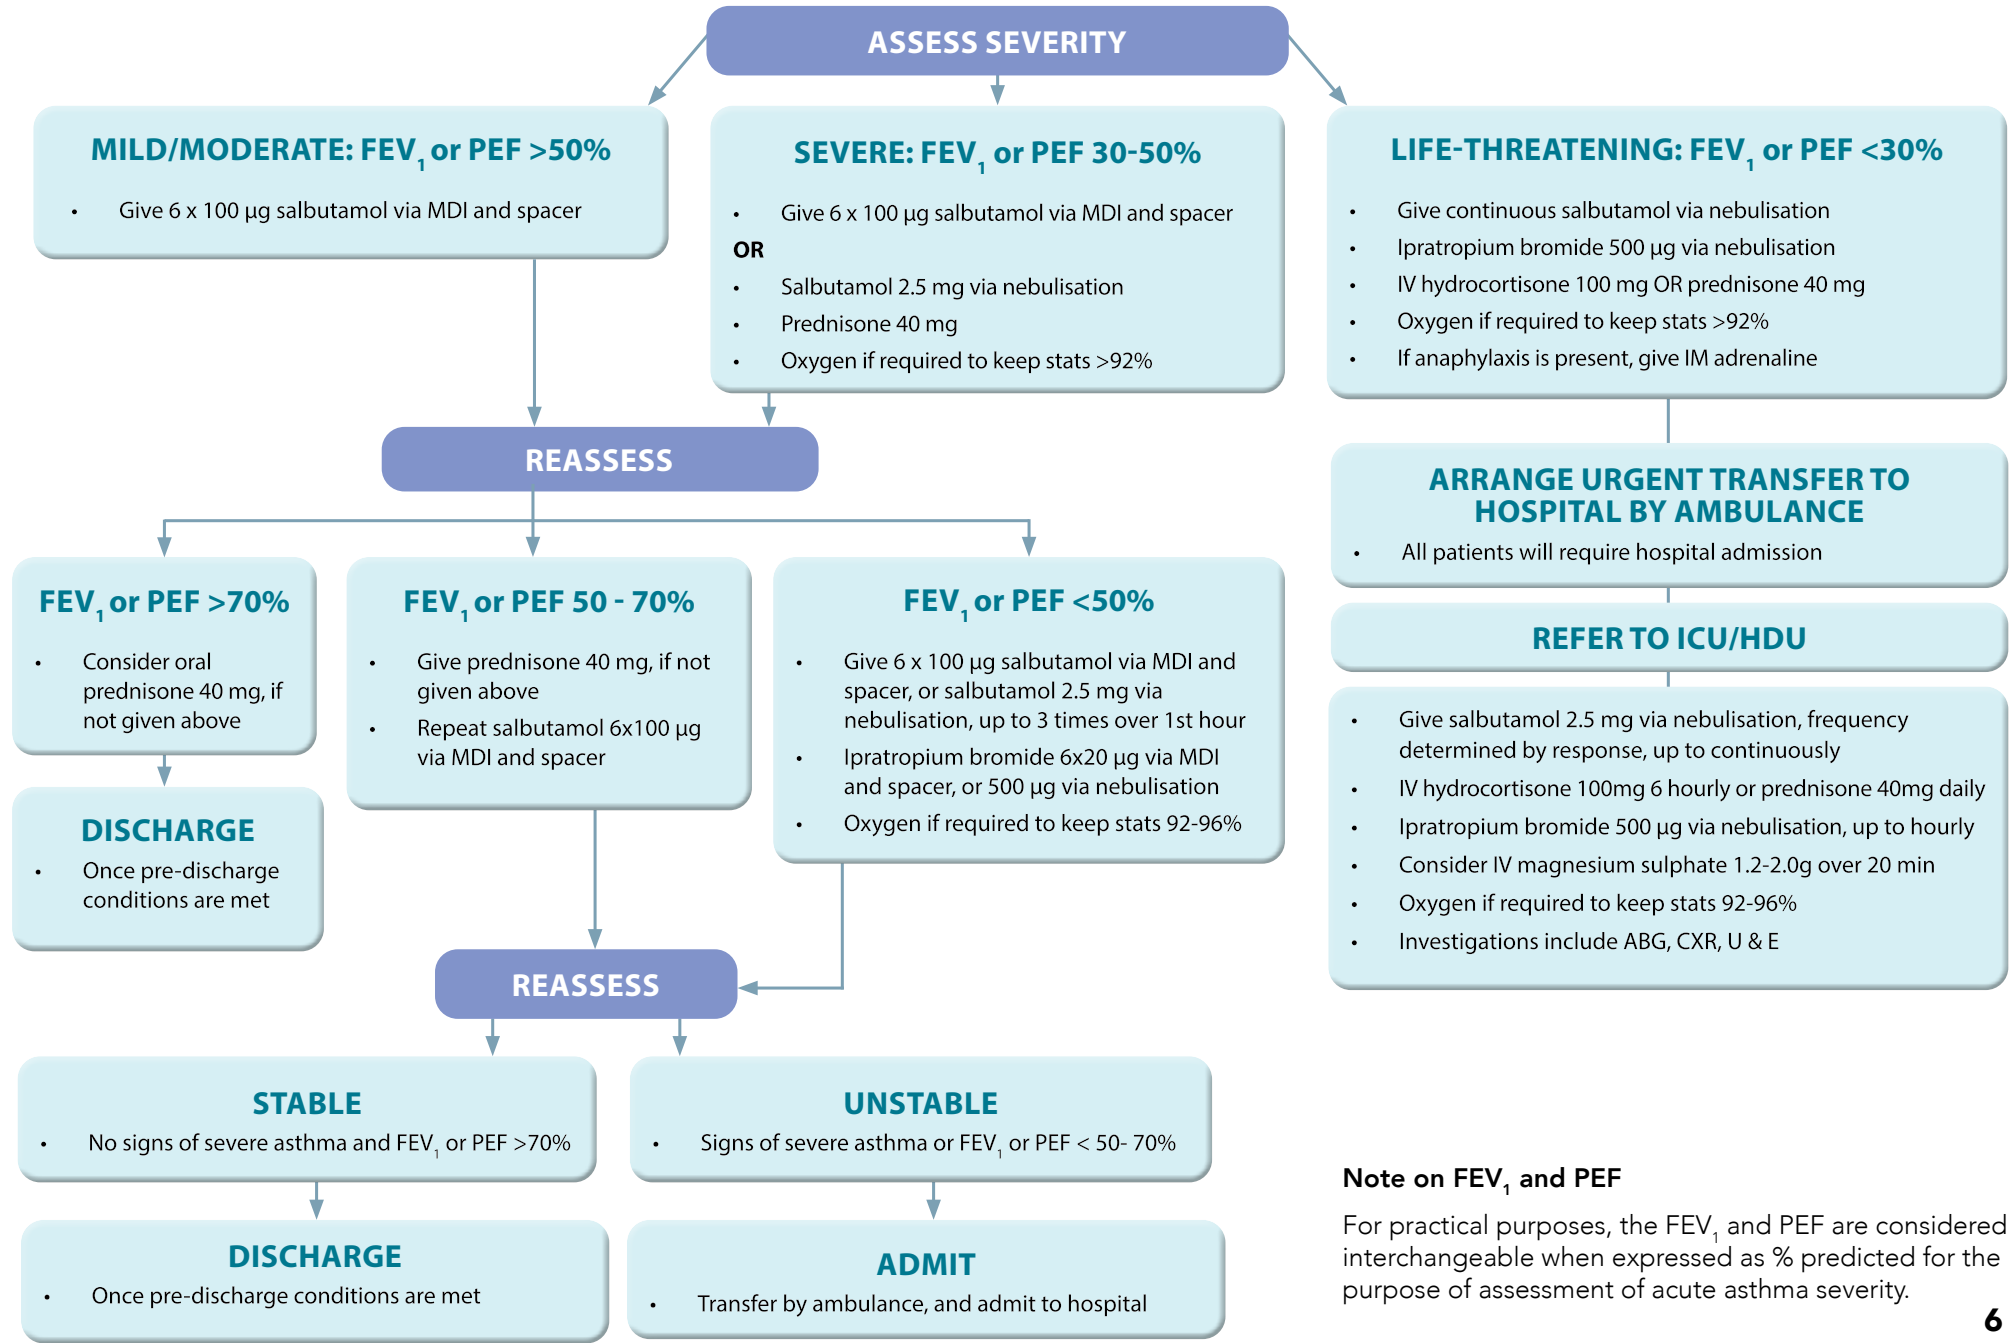 ASSESS SEVERITY
MILD/MODERATE: FEV1 or PEF >50%
• Give 6 x 100 µg salbutamol via MDI and spacer
SEVERE: FEV1 or PEF 30-50%
• Give 6 x 100 µg salbutamol via MDI and spacer
OR
• Salbutamol 2.5 mg via nebulisation
• Prednisone 40 mg
• Oxygen if required to keep stats >92%
LIFE-THREATENING: FEV1 or PEF <30%
• Give continuous salbutamol via nebulisation
• Ipratropium bromide 500 µg via nebulisation
• IV hydrocortisone 100 mg OR prednisone 40 mg
• Oxygen if required to keep stats >92%
• If anaphylaxis is present, give IM adrenaline
REASSESS
FEV1 or PEF >70%
• Consider oral
prednisone 40 mg, if
not given above
DISCHARGE
• Once pre-discharge
conditions are met
FEV1 or PEF 50 - 70%
• Give prednisone 40 mg, if not
given above
• Repeat salbutamol 6x100 µg
via MDI and spacer
FEV1 or PEF <50%
• Give 6 x 100 µg salbutamol via MDI and
spacer, or salbutamol 2.5 mg via
nebulisation, up to 3 times over 1st hour
• Ipratropium bromide 6x20 µg via MDI
and spacer, or 500 µg via nebulisation
• Oxygen if required to keep stats 92-96%
ARRANGE URGENT TRANSFER TO
HOSPITAL BY AMBULANCE
• All patients will require hospital admission
REFER TO ICU/HDU
• Give salbutamol 2.5 mg via nebulisation, frequency
determined by response, up to continuously
• IV hydrocortisone 100mg 6 hourly or prednisone 40mg daily
• Ipratropium bromide 500 µg via nebulisation, up to hourly
• Consider IV magnesium sulphate 1.2-2.0g over 20 min
• Oxygen if required to keep stats 92-96%
• Investigations include ABG, CXR, U & E
REASSESS
STABLE
• No signs of severe asthma and FEV1 or PEF >70%
DISCHARGE
• Once pre-discharge conditions are met
UNSTABLE
• Signs of severe asthma or FEV1 or PEF < 50- 70%
ADMIT
• Transfer by ambulance, and admit to hospital
Note on FEV1 and PEF
For practical purposes, the FEV1 and PEF are considered
interchangeable when expressed as % predicted for the
purpose of assessment of acute asthma severity.
6